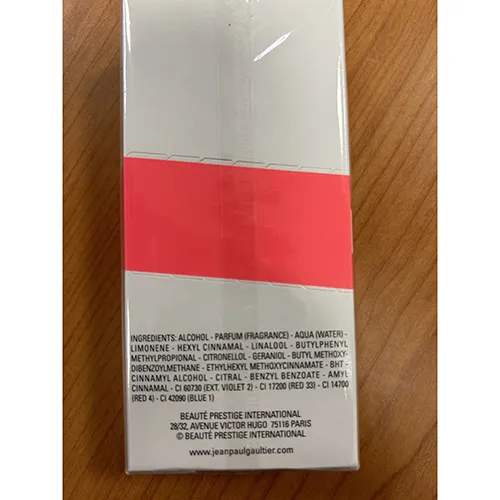 INGREDIENTS: ALCOHOL - PARFUM (FRAGRANCE) - AQUA (WATER) -
LIMONENE - HEXYL CINNAMAL - LINALOOL - BUTYLPHENYL
METHYLPROPIONAL - CITRONELLOL - GERANIOL - BUTYL METHOXY-
DIBENZOYLMETHANE - ETHYLHEXYL METHOXYCINNAMATE - BHT -
CINNAMYL ALCOHOL - CITRAL - BENZYL BENZOATE - AMYL
CINNAMAL - CI 60730 (EXT. VIOLET 2) - CI 17200 (RED 33) - CI 14700
(RED 4) - CI 42090 (BLUE 1)
BEAUTÉ PRESTIGE INTERNATIONAL
28/32, AVENUE VICTOR HUGO 75116 PARIS
© BEAUTÉ PRESTIGE INTERNATIONAL
www.jeanpaulgaultier.com